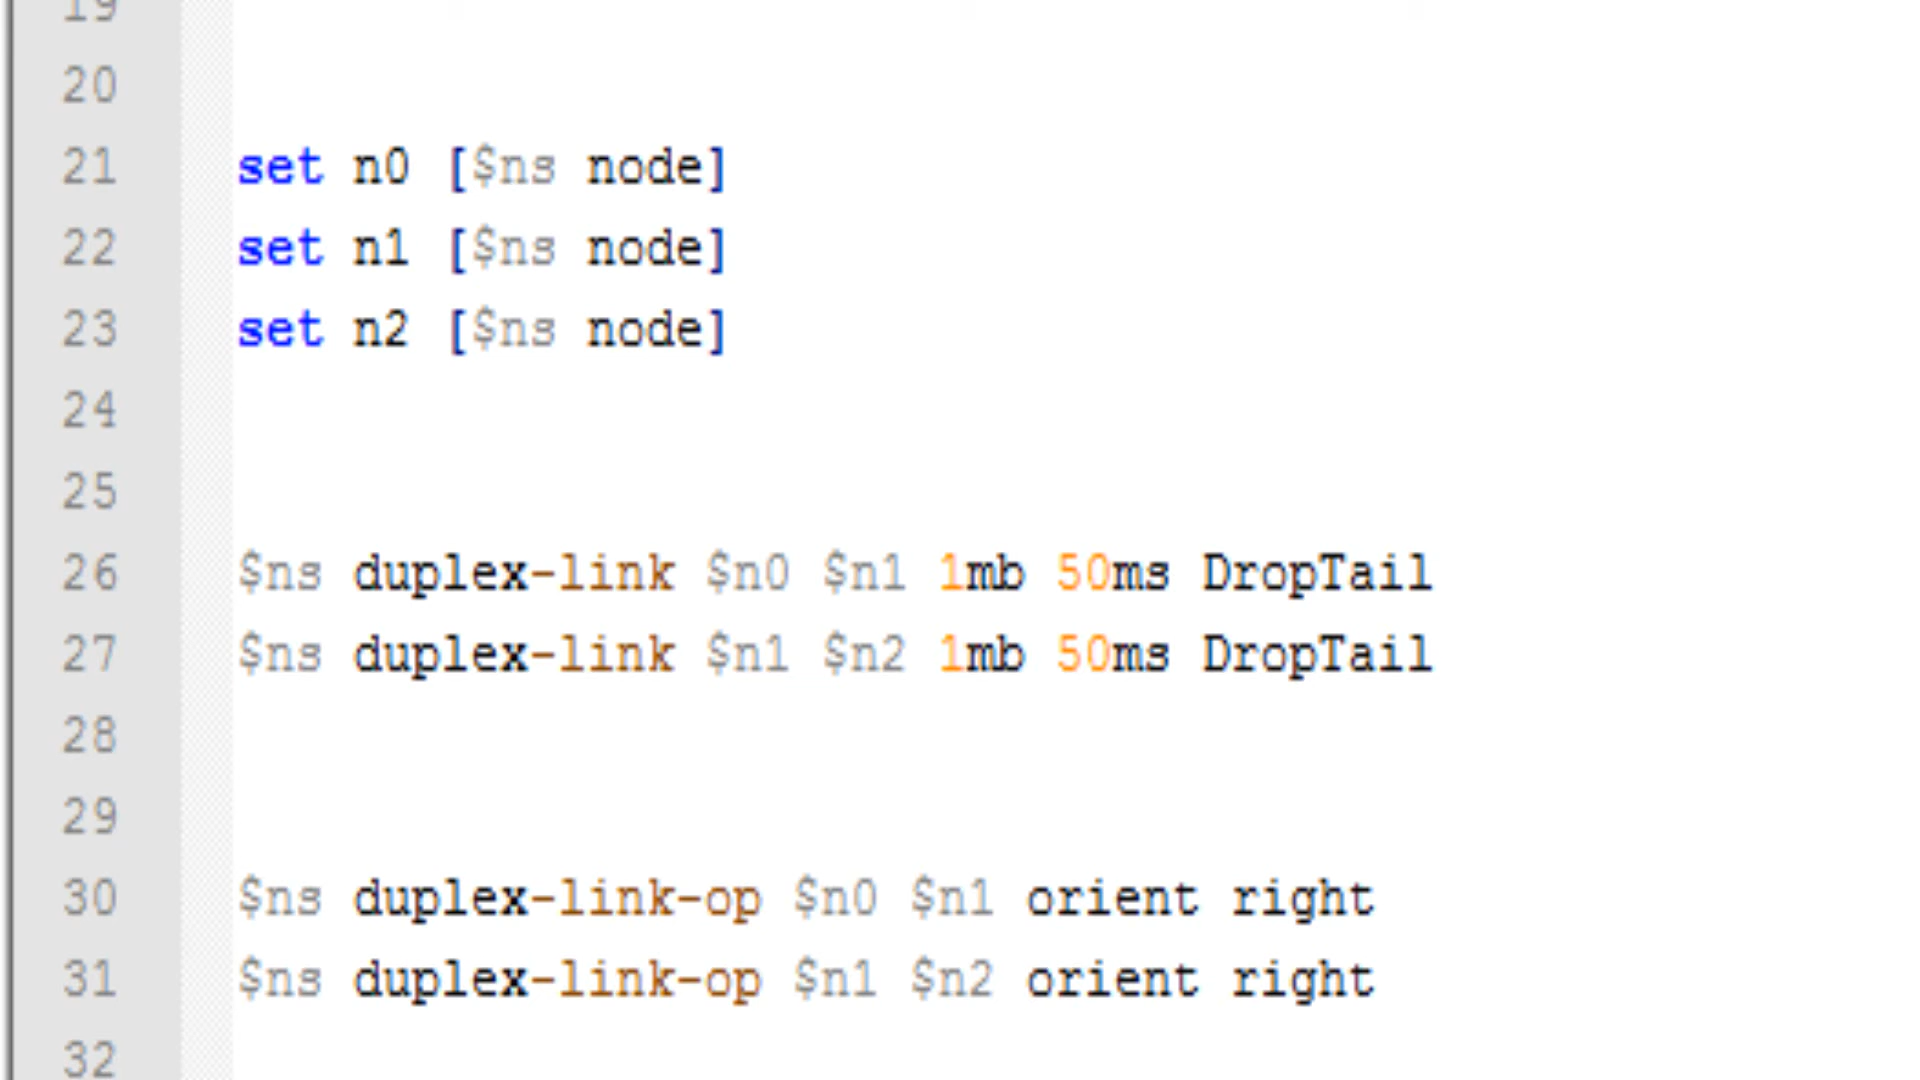 19
20
21 set n0 [$ns node]
22 set n1 [$ns node]
23 set n2 [$ns node]
24
25
26 $ns duplex-link $n0 $n1 1mb 50ms DropTail
27 $ns duplex-link $n1 $n2 1mb 50ms DropTail
28
29
30 $ns duplex-link-op $n0 $n1 orient right
31 $ns duplex-link-op $n1 $n2 orient right
32